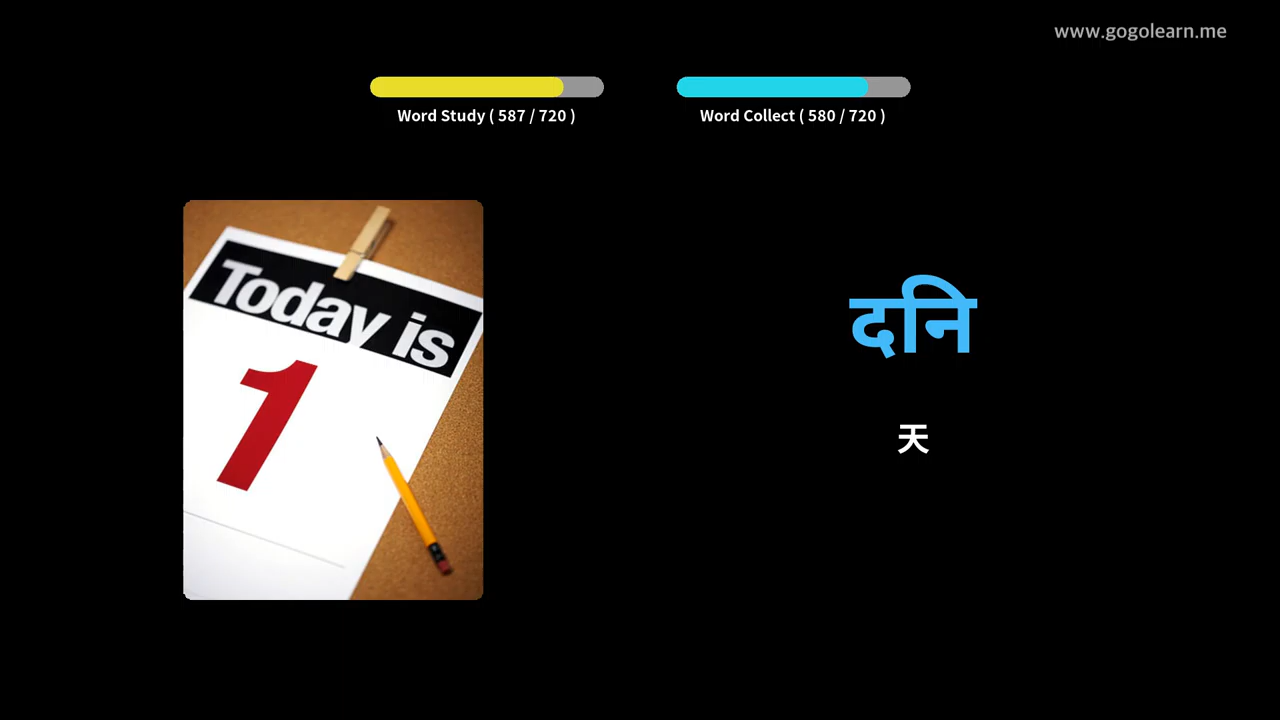 www.gogolearn.me
Word Study ( 587 / 720 )
Word Collect ( 580 / 720 )
Today is
1
दनि
天